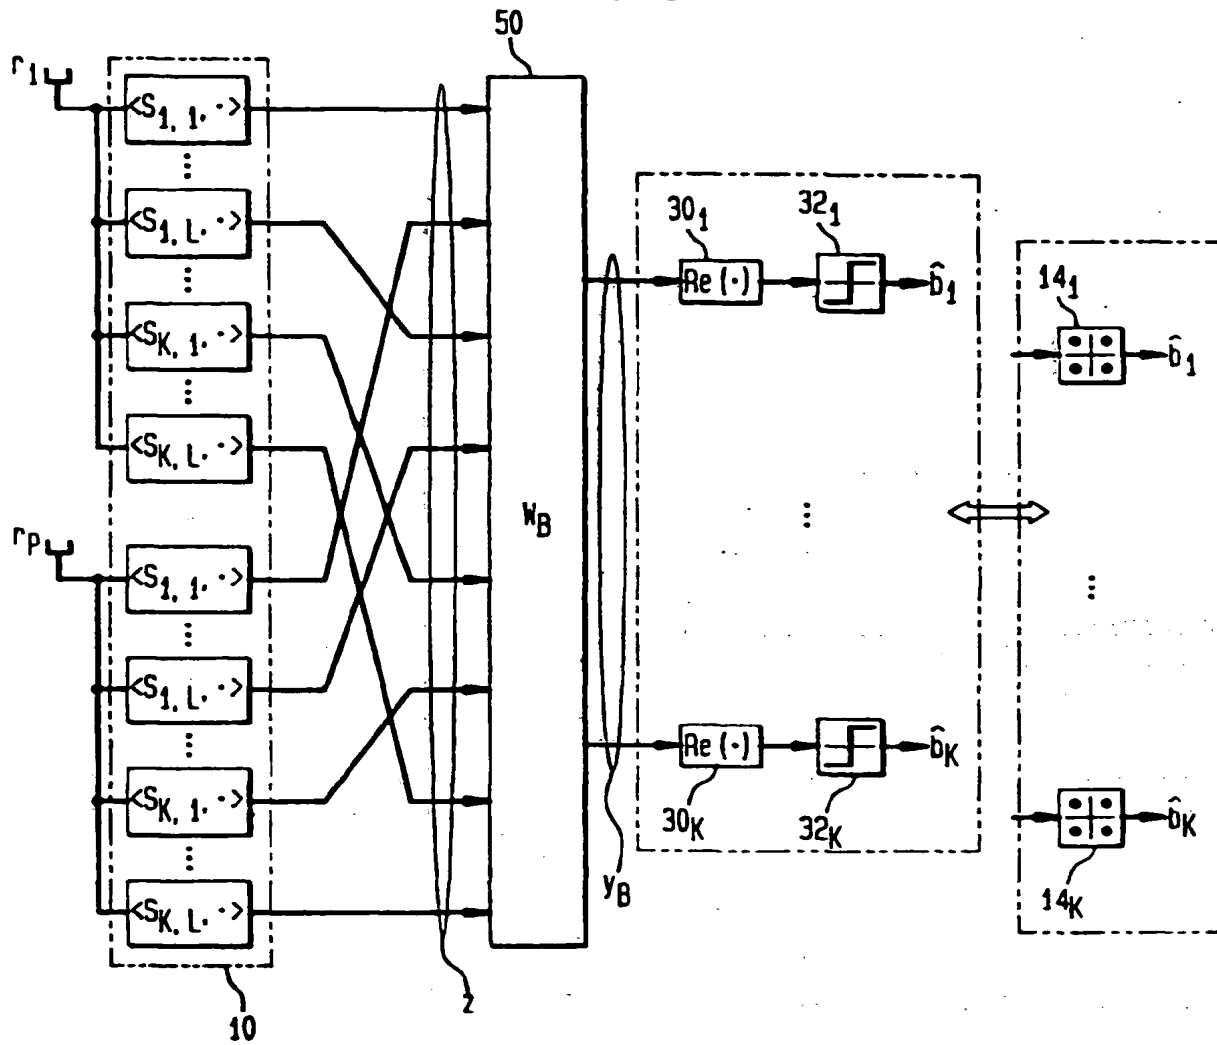 50
r1
<S1, 1. ·>
<S1, L. ·>
<SK, 1. ·>
<SK, L. ·>
rP
<S1, 1. ·>
<S1, L. ·>
<SK, 1. ·>
<SK, L. ·>
10
z
WB
yB
301
Re (·)
321
b̂1
Re (·)
30K
32K
b̂K
141
b̂1
14K
b̂K